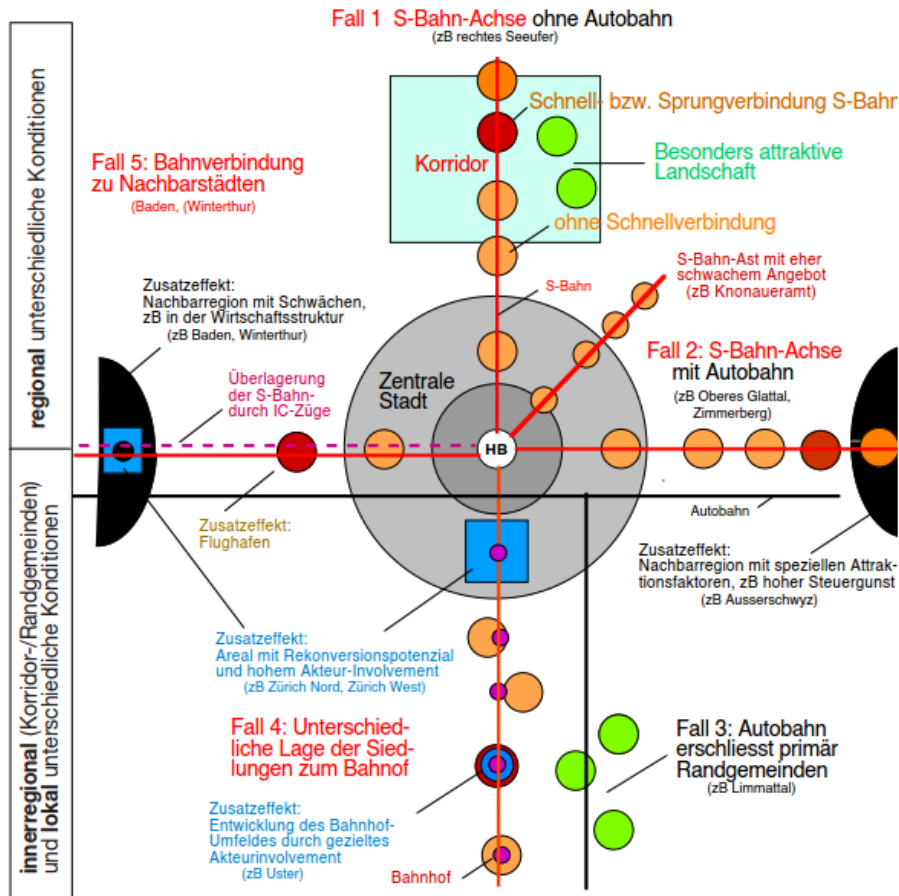 Fall 1 S-Bahn-Achse ohne Autobahn
(zB rechtes Seeufer)
regional unterschiedliche Konditionen
Schnell- bzw. Sprungverbindung S-Bahn
Korridor
Besonders attraktive
Landschaft
Fall 5: Bahnverbindung
zu Nachbarstädten
(Baden, (Winterthur)
ohne Schnellverbindung
S-Bahn-Ast mit eher
schwachem Angebot
(zB Knonaueramt)
S-Bahn
Zusatzeffekt:
Nachbarregion mit Schwächen,
zB in der Wirtschaftsstruktur
(zB Baden, Winterthur)
Fall 2: S-Bahn-Achse
mit Autobahn
(zB Oberes Glattal,
Zimmerberg)
Überlagerung
der S-Bahn
durch IC-Züge
Zentrale
Stadt
HB
innerregional (Korridor-/Randgemeinden)
und lokal unterschiedliche Konditionen
Zusatzeffekt:
Flughafen
Autobahn
Zusatzeffekt:
Nachbarregion mit speziellen Attrak-
tionsfaktoren, zB hoher Steuergunst
(zB Ausserschwyz)
Zusatzeffekt:
Areal mit Rekonversionspotenzial
und hohem Akteur-Involvement
(zB Zürich Nord, Zürich West)
Fall 4: Unterschied-
liche Lage der Sied-
lungen zum Bahnhof
Fall 3: Autobahn
erschliesst primär
Randgemeinden
(zB Limmattal)
Zusatzeffekt:
Entwicklung des Bahnhof-
Umfeldes durch gezieltes
Akteurinvolvement
(zB Uster)
Bahnhof